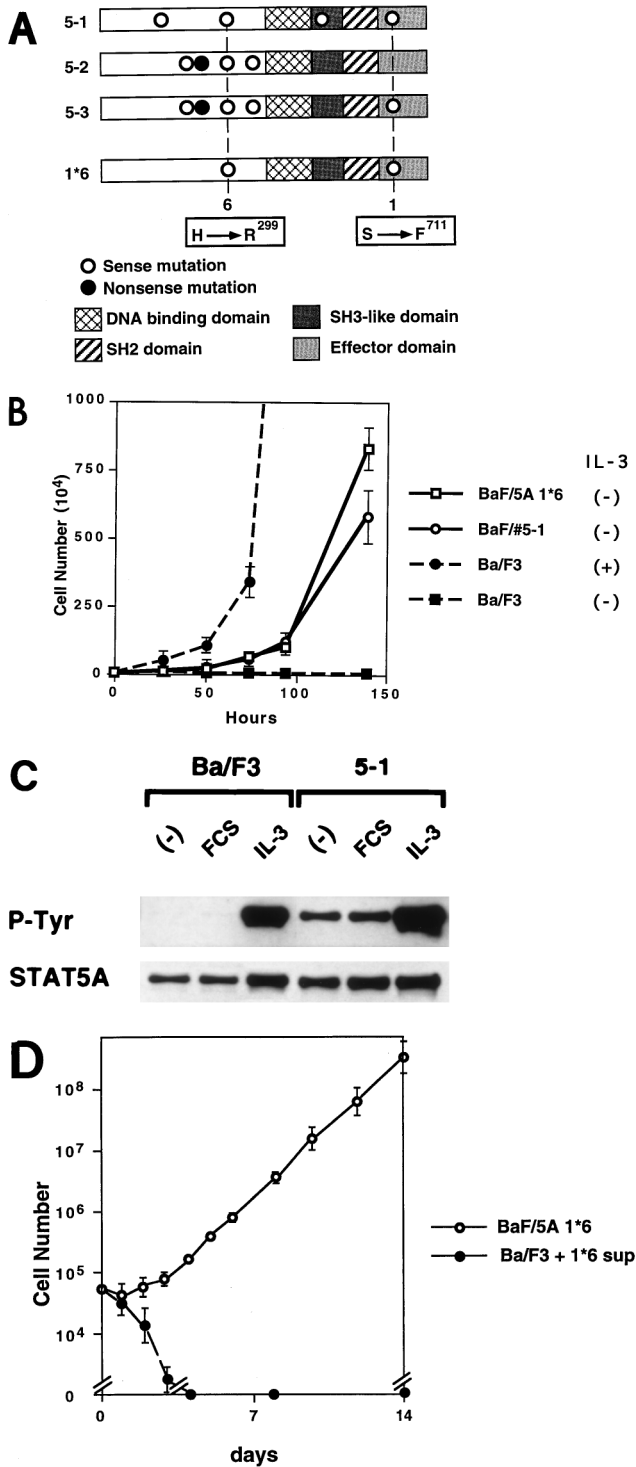 A
5-1
5-2
5-3
1*6
6 1
H → R299
S → F711
Sense mutation
Nonsense mutation
DNA binding domain
SH3-like domain
SH2 domain
Effector domain
B
1000
750
500
250
0
Cell Number (104)
0 50 100 150
Hours
IL-3
BaF/5A 1*6 (-)
BaF/#5-1 (-)
Ba/F3 (+)
Ba/F3 (-)
C
Ba/F3 5-1
(-) FCS IL-3 (-) FCS IL-3
P-Tyr
STAT5A
D
108
107
106
105
104
0
Cell Number
0 7 14
days
BaF/5A 1*6
Ba/F3 + 1*6 sup